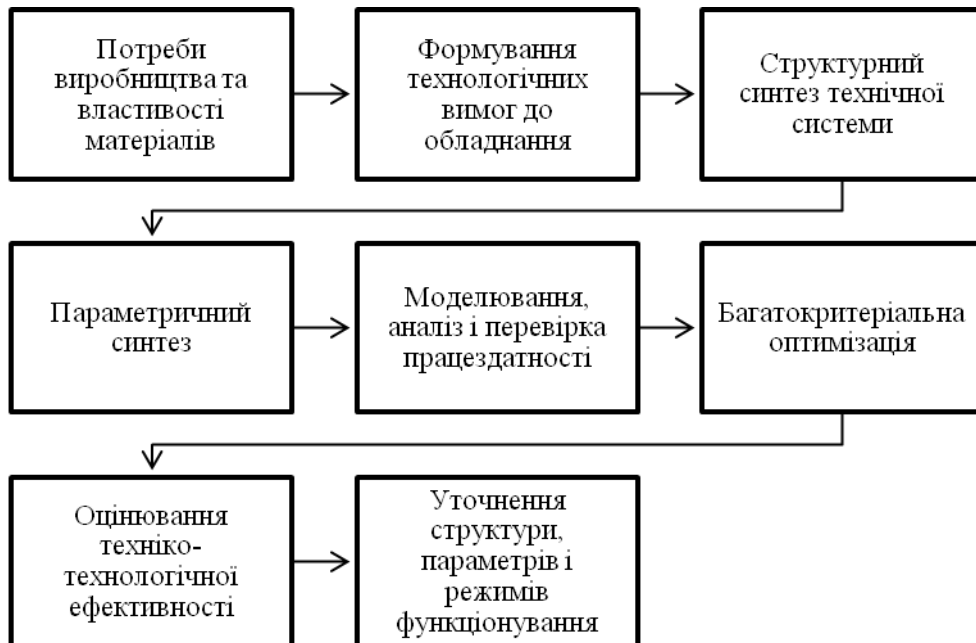 Потреби
виробництва та
властивості
матеріалів
Формування
технологічних
вимог до
обладнання
Структурний
синтез технічної
системи
Параметричний
синтез
Моделювання,
аналіз і перевірка
працездатності
Багатокритеріальна
оптимізація
Оцінювання
техніко-
технологічної
ефективності
Уточнення
структури,
параметрів і
режимів
функціонування